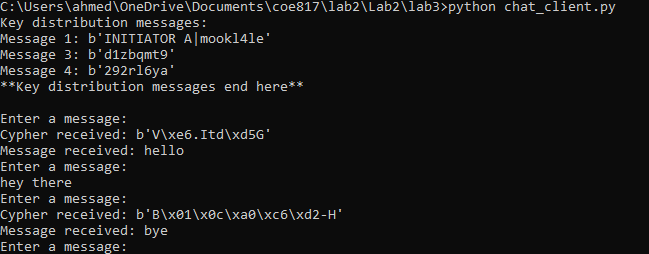 C:\Users\ahmed\OneDrive\Documents\coe817\lab2\Lab2\lab3>python chat_client.py
Key distribution messages:
Message 1: b'INITIATOR A|mookl4le'
Message 3: b'd1zbqmt9'
Message 4: b'292rl6ya'
**Key distribution messages end here**
Enter a message:
Cypher received: b'V\xe6.Itd\xd5G'
Message received: hello
Enter a message:
hey there
Enter a message:
Cypher received: b'B\x01\x0c\xa0\xc6\xd2-H'
Message received: bye
Enter a message: